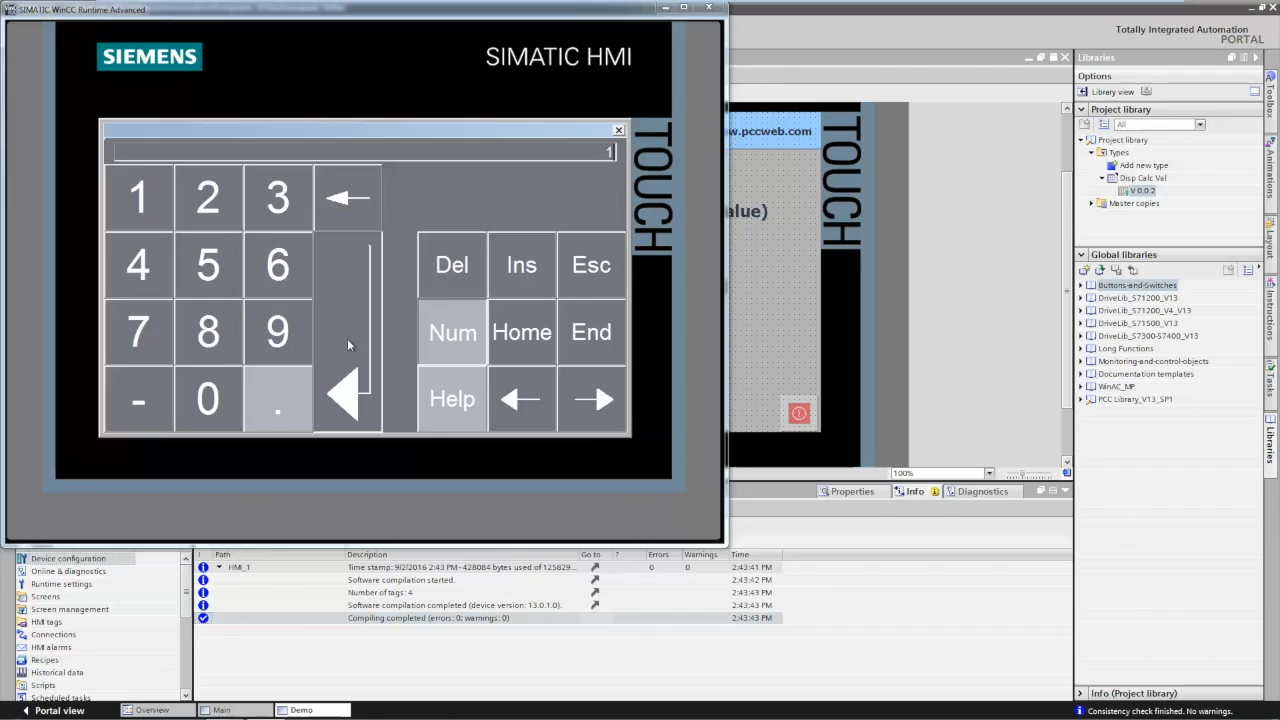 SIMATIC WinCC Runtime Advanced
SIEMENS
SIMATIC HMI
TOUCH
1
1 2 3
4 5 6 Del Ins Esc
7 8 9 Num Home End
- 0 . Help
w.pccweb.com
alue)
TOUCH
100%
Totally Integrated Automation
PORTAL
Libraries
Options
Library view
Project library
All
Project library
Types
Add new type
Disp Calc Val
V 0.0.2
Master copies
Global libraries
Buttons-and-Switches
DriveLib_S71200_V13
DriveLib_S71200_V4_V13
DriveLib_S71500_V13
DriveLib_S7300-S7400_V13
Long Functions
Monitoring-and-control-objects
Documentation templates
WinAC_MP
PCC Library_V13_SP1
Info (Project library)
Toolbox
Animations
Layout
Instructions
Tasks
Libraries
Properties Info Diagnostics
! Path Description Go to ? Errors Warnings Time
HMI_1 Time stamp: 9/2/2016 2:43 PM - 428084 bytes used of 125829... 0 0 2:43:41 PM
Software compilation started. 2:43:42 PM
Number of tags: 4 2:43:43 PM
Software compilation completed (device version: 13.0.1.0). 2:43:43 PM
Compiling completed (errors: 0; warnings: 0) 2:43:43 PM
Device configuration
Online & diagnostics
Runtime settings
Screens
Screen management
HMI tags
Connections
HMI alarms
Recipes
Historical data
Scripts
Scheduled tasks
Portal view Overview Main Demo
Consistency check finished. No warnings.